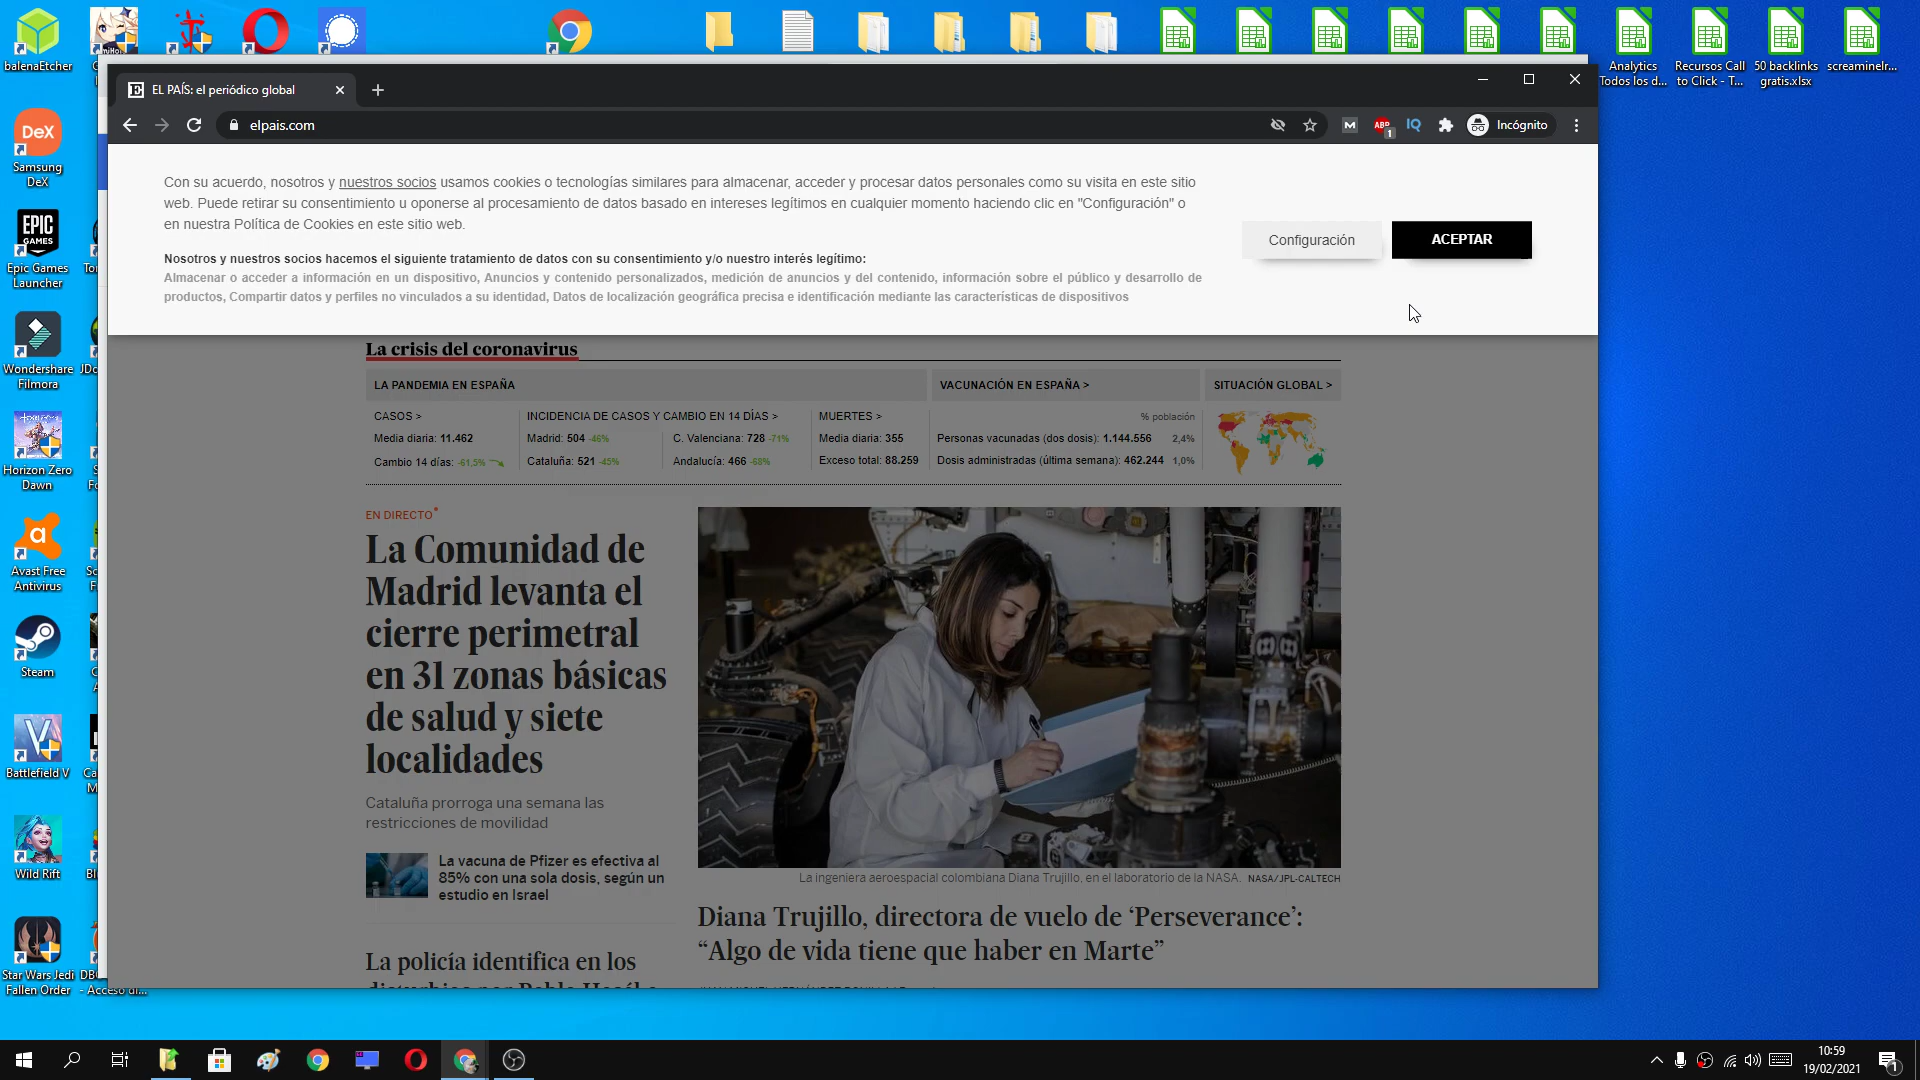 balenaEtcher
Analytics
Todos los d...
Recursos Call
to Click - T...
50 backlinks
gratis.xlsx
screaminelr...
EL PAÍS: el periódico global
elpais.com
ABP
1
IQ
Incógnito
DeX
Samsung
DeX
EPIC
GAMES
Epic Games
Launcher
Wondershare
Filmora
Horizon Zero
Dawn
Avast Free
Antivirus
Steam
Battlefield V
Wild Rift
Star Wars Jedi
Fallen Order
- Acceso di...
Con su acuerdo, nosotros y nuestros socios usamos cookies o tecnologías similares para almacenar, acceder y procesar datos personales como su visita en este sitio
web. Puede retirar su consentimiento u oponerse al procesamiento de datos basado en intereses legítimos en cualquier momento haciendo clic en "Configuración" o
en nuestra Política de Cookies en este sitio web.
Nosotros y nuestros socios hacemos el siguiente tratamiento de datos con su consentimiento y/o nuestro interés legítimo:
Almacenar o acceder a información en un dispositivo, Anuncios y contenido personalizados, medición de anuncios y del contenido, información sobre el público y desarrollo de
productos, Compartir datos y perfiles no vinculados a su identidad, Datos de localización geográfica precisa e identificación mediante las características de dispositivos
Configuración
ACEPTAR
La crisis del coronavirus
LA PANDEMIA EN ESPAÑA
VACUNACIÓN EN ESPAÑA >
SITUACIÓN GLOBAL >
CASOS >
INCIDENCIA DE CASOS Y CAMBIO EN 14 DÍAS >
MUERTES >
% población
Media diaria: 11.462
Madrid: 504 -46%
C. Valenciana: 728 -71%
Media diaria: 355
Personas vacunadas (dos dosis): 1.144.556 2,4%
Cambio 14 días: -61,5%
Cataluña: 521 -45%
Andalucía: 466 -68%
Exceso total: 88.259
Dosis administradas (última semana): 462.244 1,0%
EN DIRECTO
La Comunidad de
Madrid levanta el
cierre perimetral
en 31 zonas básicas
de salud y siete
localidades
Cataluña prorroga una semana las
restricciones de movilidad
La vacuna de Pfizer es efectiva al
85% con una sola dosis, según un
estudio en Israel
La policía identifica en los
La ingeniera aeroespacial colombiana Diana Trujillo, en el laboratorio de la NASA. NASA/JPL-CALTECH
Diana Trujillo, directora de vuelo de ‘Perseverance’:
“Algo de vida tiene que haber en Marte”
10:59
19/02/2021
1